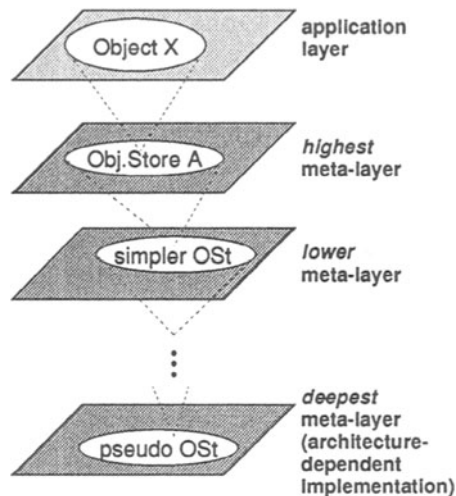 Object X
application
layer
Obj.Store A
highest
meta-layer
simpler OSt
lower
meta-layer
pseudo OSt
deepest
meta-layer
(architecture-
dependent
Implementation)